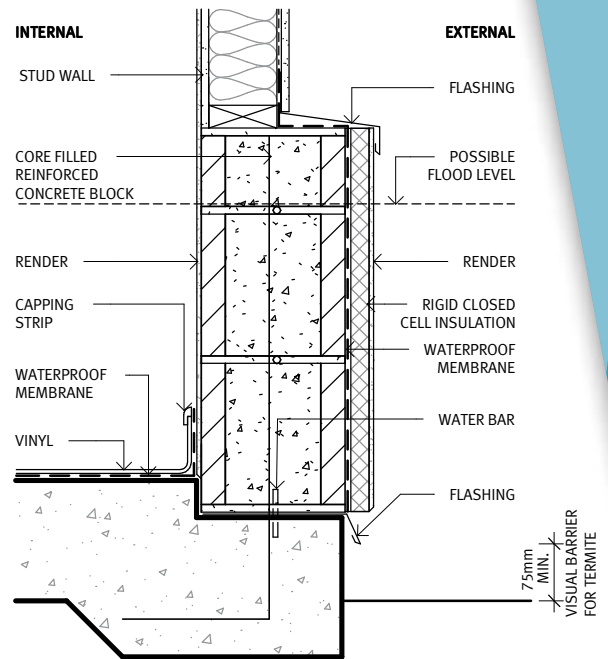 INTERNAL
EXTERNAL
STUD WALL
FLASHING
CORE FILLED
REINFORCED
CONCRETE BLOCK
POSSIBLE
FLOOD LEVEL
RENDER
RENDER
CAPPING
STRIP
RIGID CLOSED
CELL INSULATION
WATERPROOF
MEMBRANE
WATERPROOF
MEMBRANE
WATER BAR
VINYL
FLASHING
75mm
MIN.
VISUAL BARRIER
FOR TERMITE